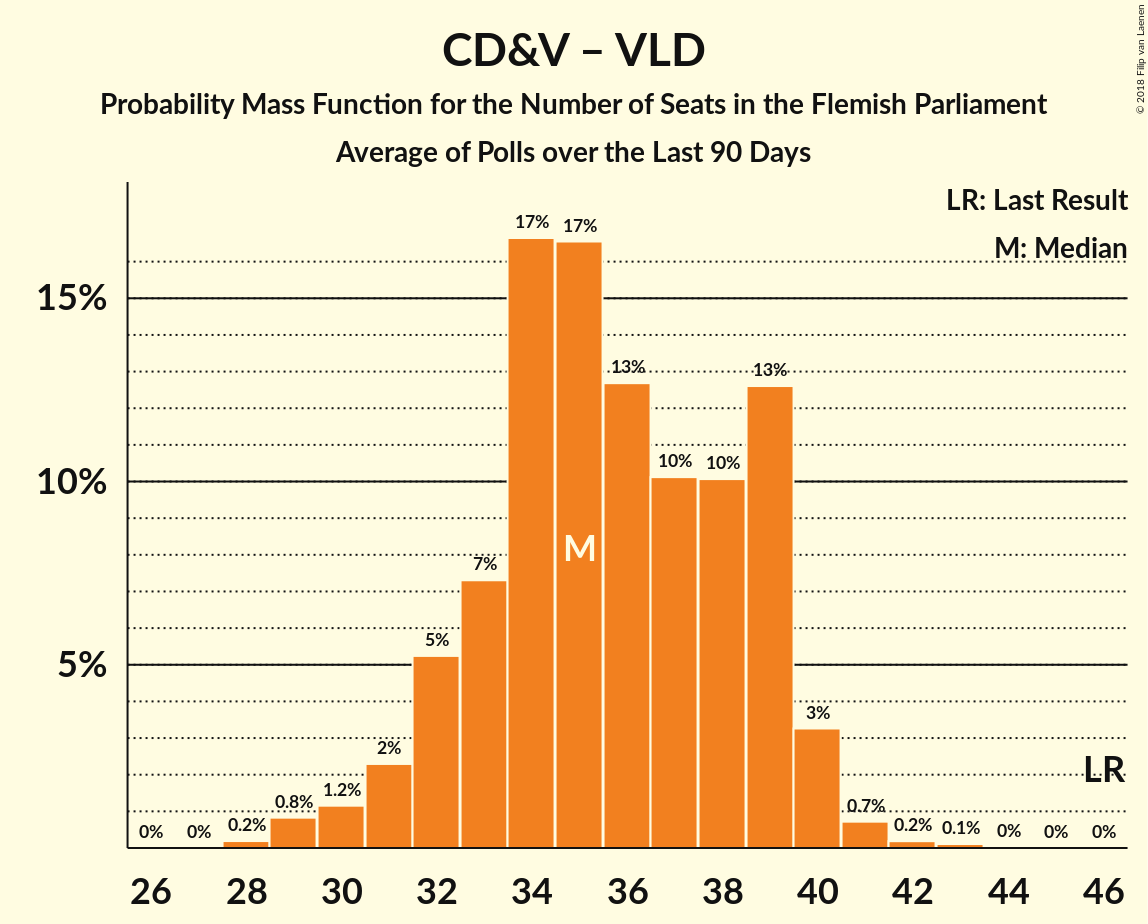 CD&V – VLD
Probability Mass Function for the Number of Seats in the Flemish Parliament
Average of Polls over the Last 90 Days
© 2018 Filip van Laenen
LR: Last Result
M: Median
15%
10%
5%
0%
0%
0.2%
0.8%
1.2%
2%
5%
7%
17%
17%
13%
10%
10%
13%
3%
0.7%
0.2%
0.1%
0%
0%
0%
M
LR
26 28 30 32 34 36 38 40 42 44 46